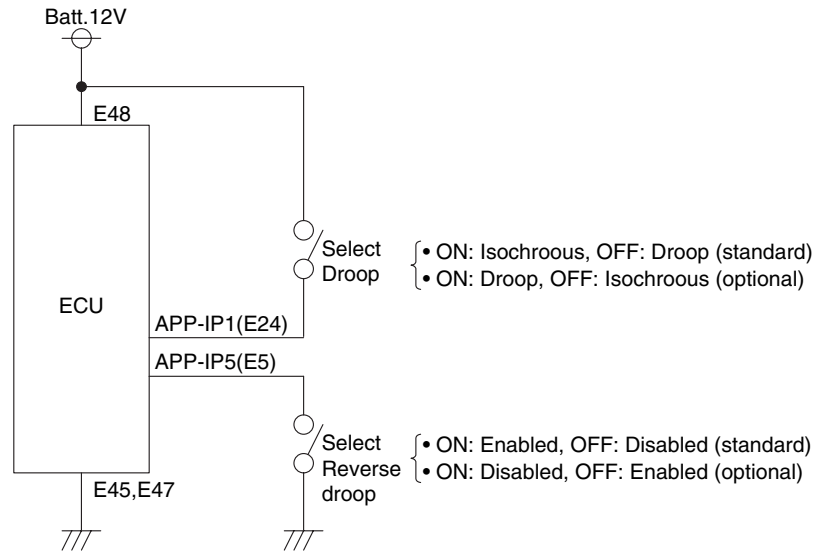 Batt.12V
E48
Select
Droop
• ON: Isochroous, OFF: Droop (standard)
• ON: Droop, OFF: Isochroous (optional)
ECU
APP-IP1(E24)
APP-IP5(E5)
Select
Reverse
droop
• ON: Enabled, OFF: Disabled (standard)
• ON: Disabled, OFF: Enabled (optional)
E45,E47